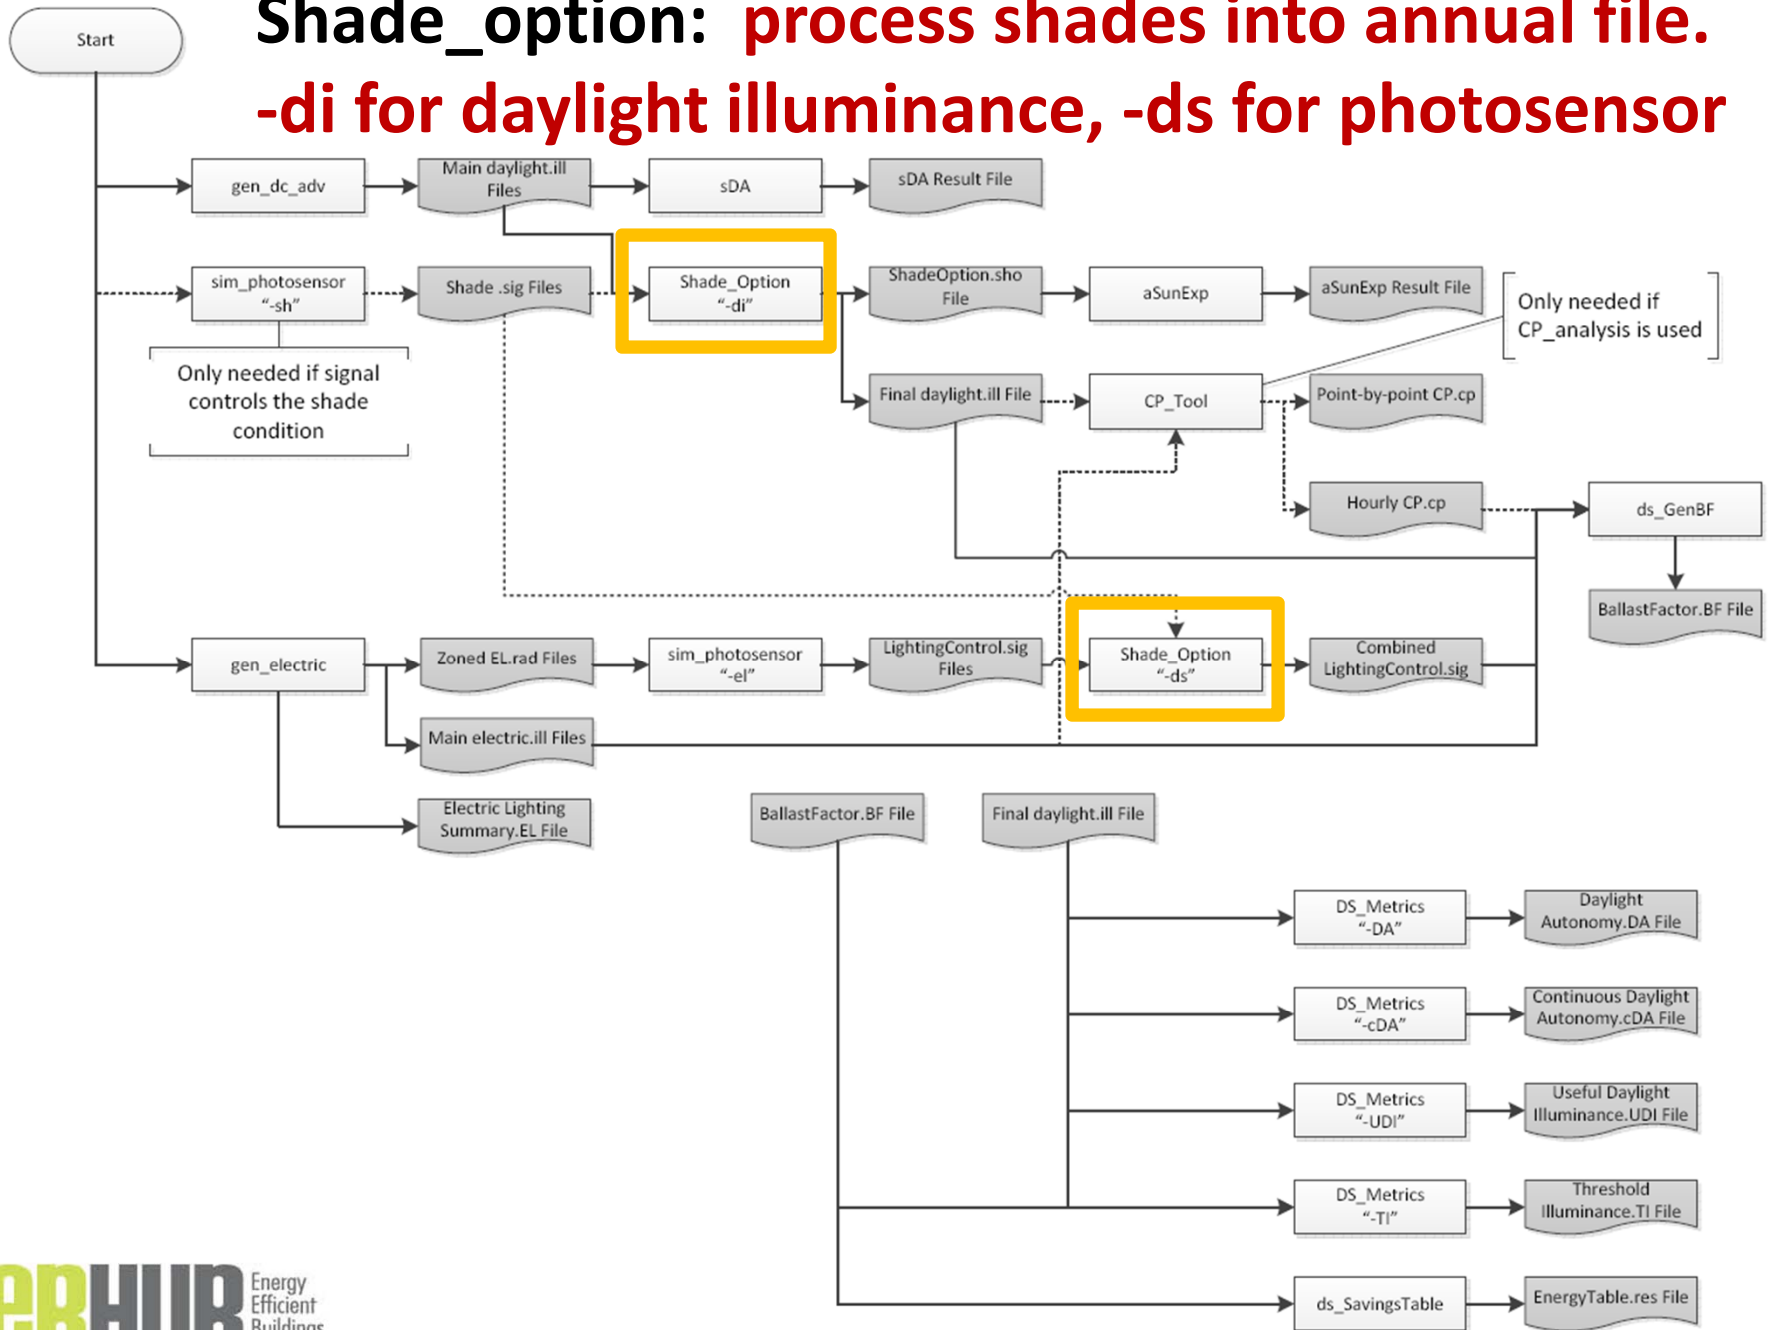 Shade_option: process shades into annual file.
-di for daylight illuminance, -ds for photosensor
Start
gen_dc_adv
Main daylight.ill
Files
sDA
sDA Result File
sim_photosensor
“-sh”
Shade .sig Files
Shade_Option
“-di”
ShadeOption.sho
File
aSunExp
aSunExp Result File
Only needed if
CP_analysis is used
Only needed if signal
controls the shade
condition
Final daylight.ill File
CP_Tool
Point-by-point CP.cp
Hourly CP.cp
ds_GenBF
BallastFactor.BF File
gen_electric
Zoned EL.rad Files
sim_photosensor
“-el”
LightingControl.sig
Files
Shade_Option
“-ds”
Combined
LightingControl.sig
Main electric.ill Files
Electric Lighting
Summary.EL File
BallastFactor.BF File
Final daylight.ill File
DS_Metrics
“-DA”
Daylight
Autonomy.DA File
DS_Metrics
“-cDA”
Continuous Daylight
Autonomy.cDA File
DS_Metrics
“-UDI”
Useful Daylight
Illuminance.UDI File
DS_Metrics
“-TI”
Threshold
Illuminance.TI File
ds_SavingsTable
EnergyTable.res File
HUB
Energy
Efficient
Buildings